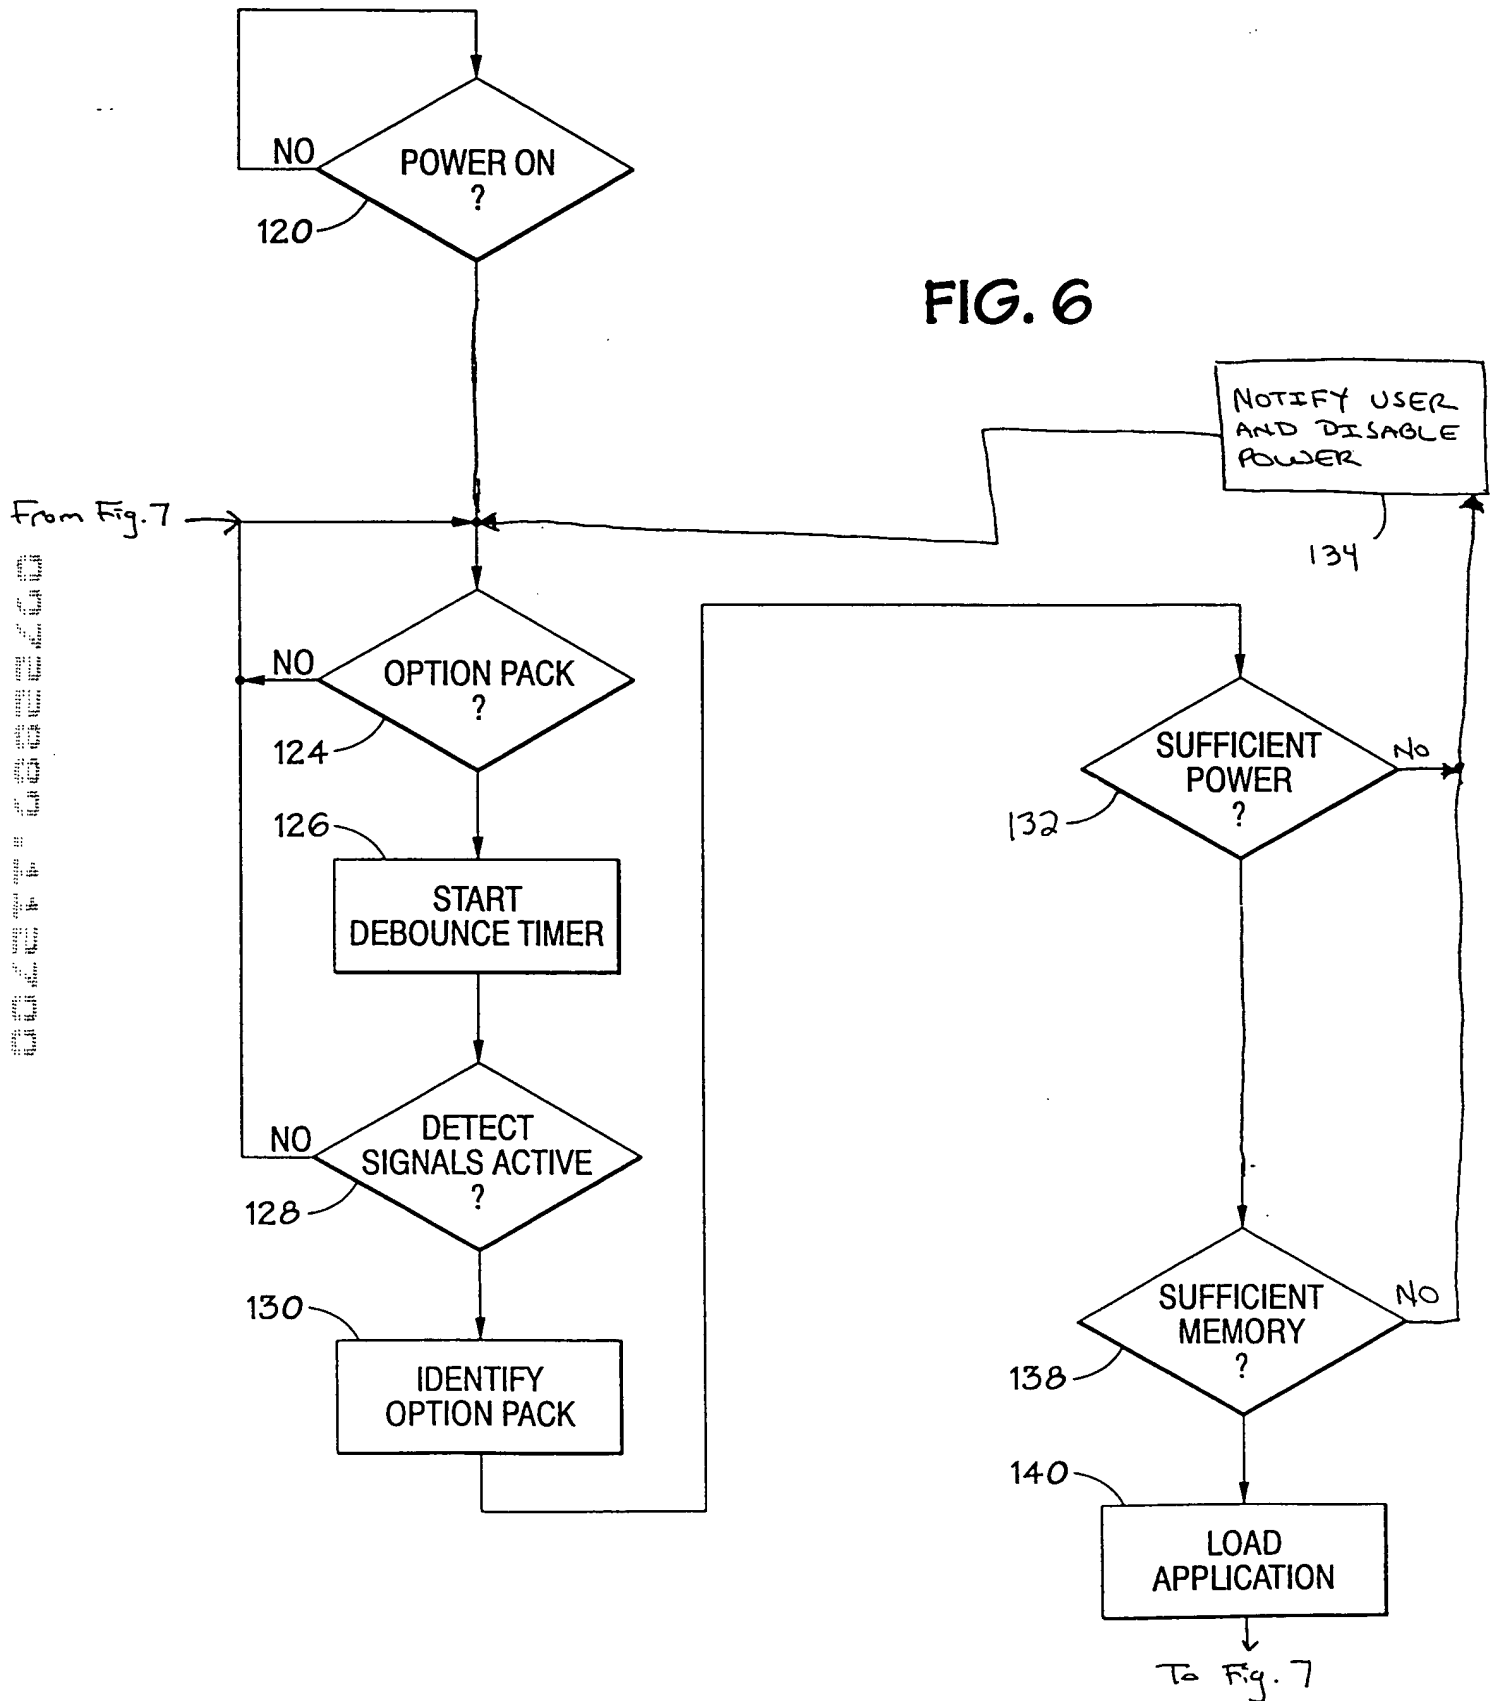 NO
POWER ON
?
120
FIG. 6
NOTIFY USER
AND DISABLE
POWER
134
From Fig. 7
NO
OPTION PACK
?
124
126
START
DEBOUNCE TIMER
NO
DETECT
SIGNALS ACTIVE
?
128
130
IDENTIFY
OPTION PACK
SUFFICIENT
POWER
?
No
132
SUFFICIENT
MEMORY
?
NO
138
140
LOAD
APPLICATION
To Fig. 7